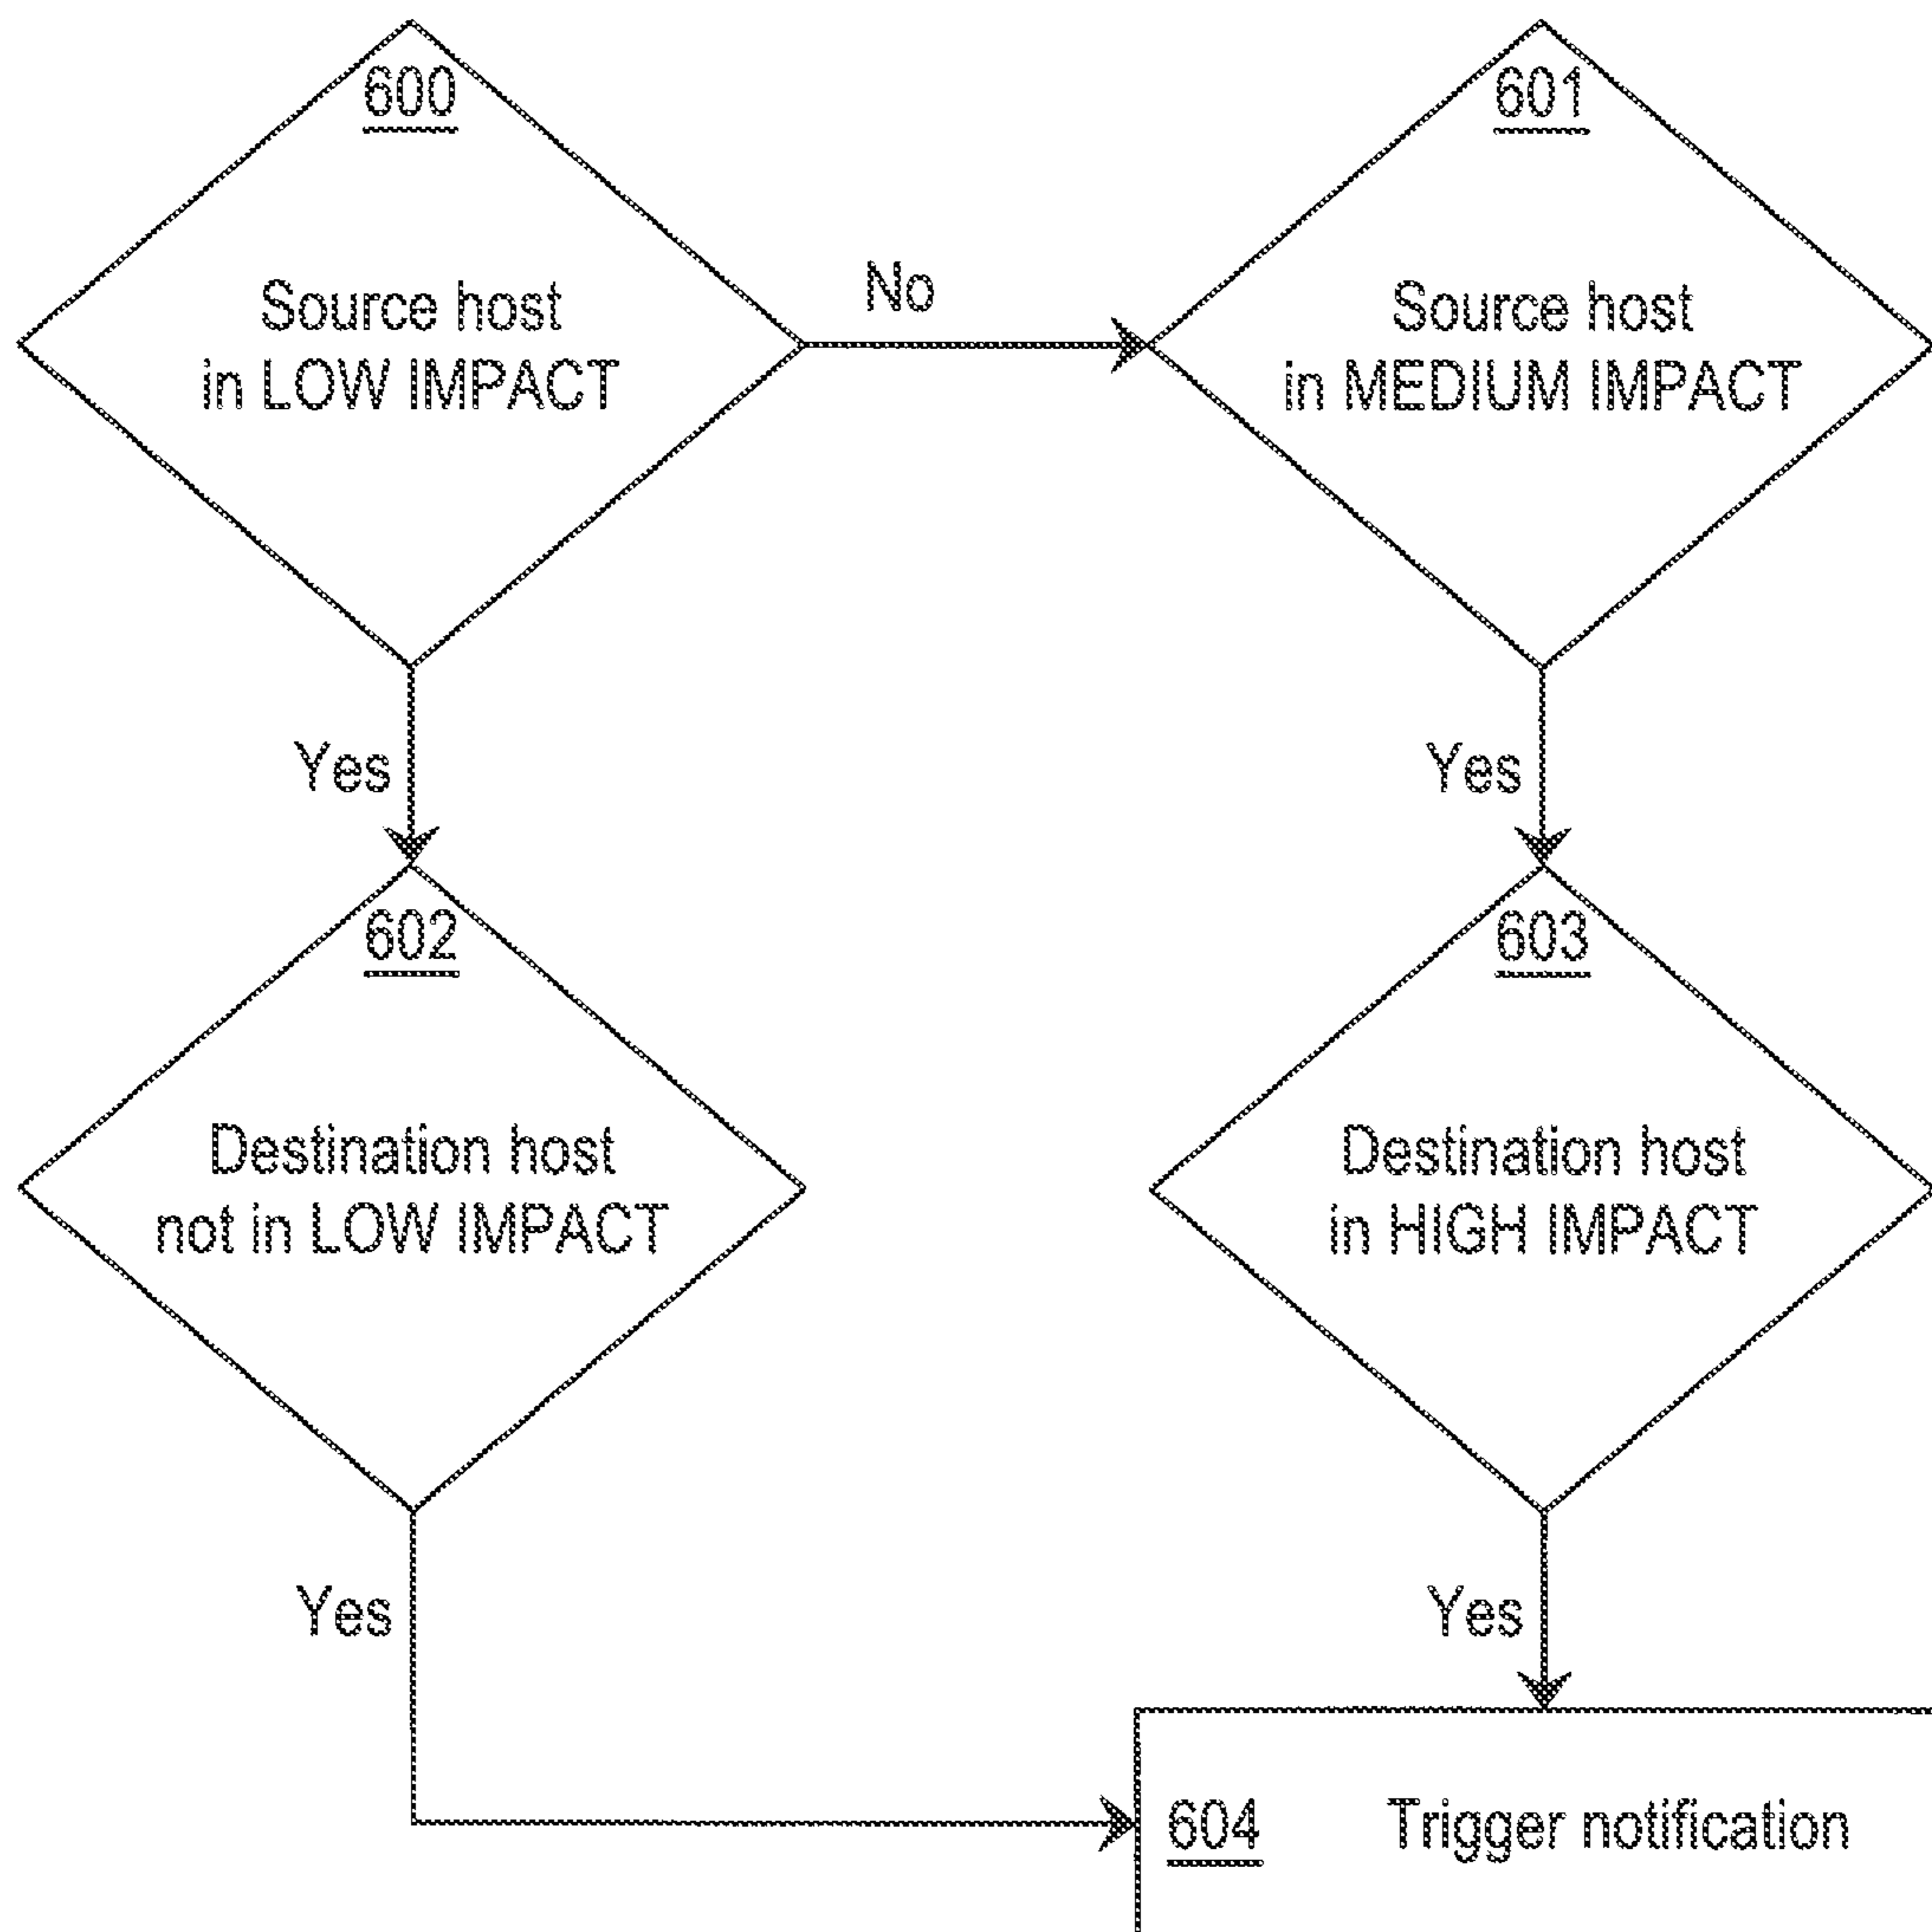 600
Source host
in LOW IMPACT
No
601
Source host
in MEDIUM IMPACT
Yes
Yes
602
Destination host
not in LOW IMPACT
603
Destination host
in HIGH IMPACT
Yes
Yes
604 Trigger notification